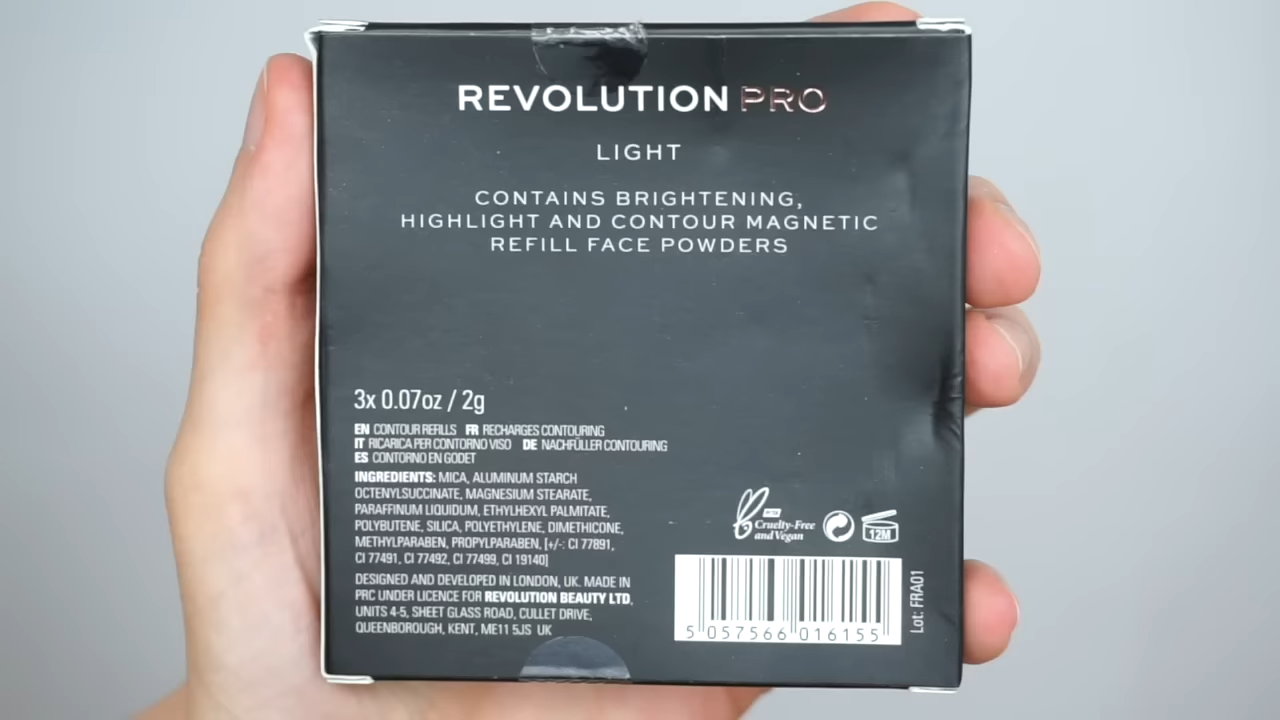 REVOLUTION PRO
LIGHT
CONTAINS BRIGHTENING,
HIGHLIGHT AND CONTOUR MAGNETIC
REFILL FACE POWDERS
3x 0.07oz / 2g
EN CONTOUR REFILLS FR RECHARGES CONTOURING
IT RICARICA PER CONTORNO VISO DE NACHFÜLLER CONTOURING
ES CONTORNO EN GODET
INGREDIENTS: MICA, ALUMINUM STARCH
OCTENYLSUCCINATE, MAGNESIUM STEARATE,
PARAFFINUM LIQUIDUM, ETHYLHEXYL PALMITATE,
POLYBUTENE, SILICA, POLYETHYLENE, DIMETHICONE,
METHYLPARABEN, PROPYLPARABEN, [+/-: CI 77891,
CI 77491, CI 77492, CI 77499, CI 19140]
DESIGNED AND DEVELOPED IN LONDON, UK. MADE IN
PRC UNDER LICENCE FOR REVOLUTION BEAUTY LTD,
UNITS 4-5, SHEET GLASS ROAD, CULLET DRIVE,
QUEENBOROUGH, KENT, ME11 5JS UK
Cruelty-Free
and Vegan
12M
5 057566 016155
Lot: FRA01